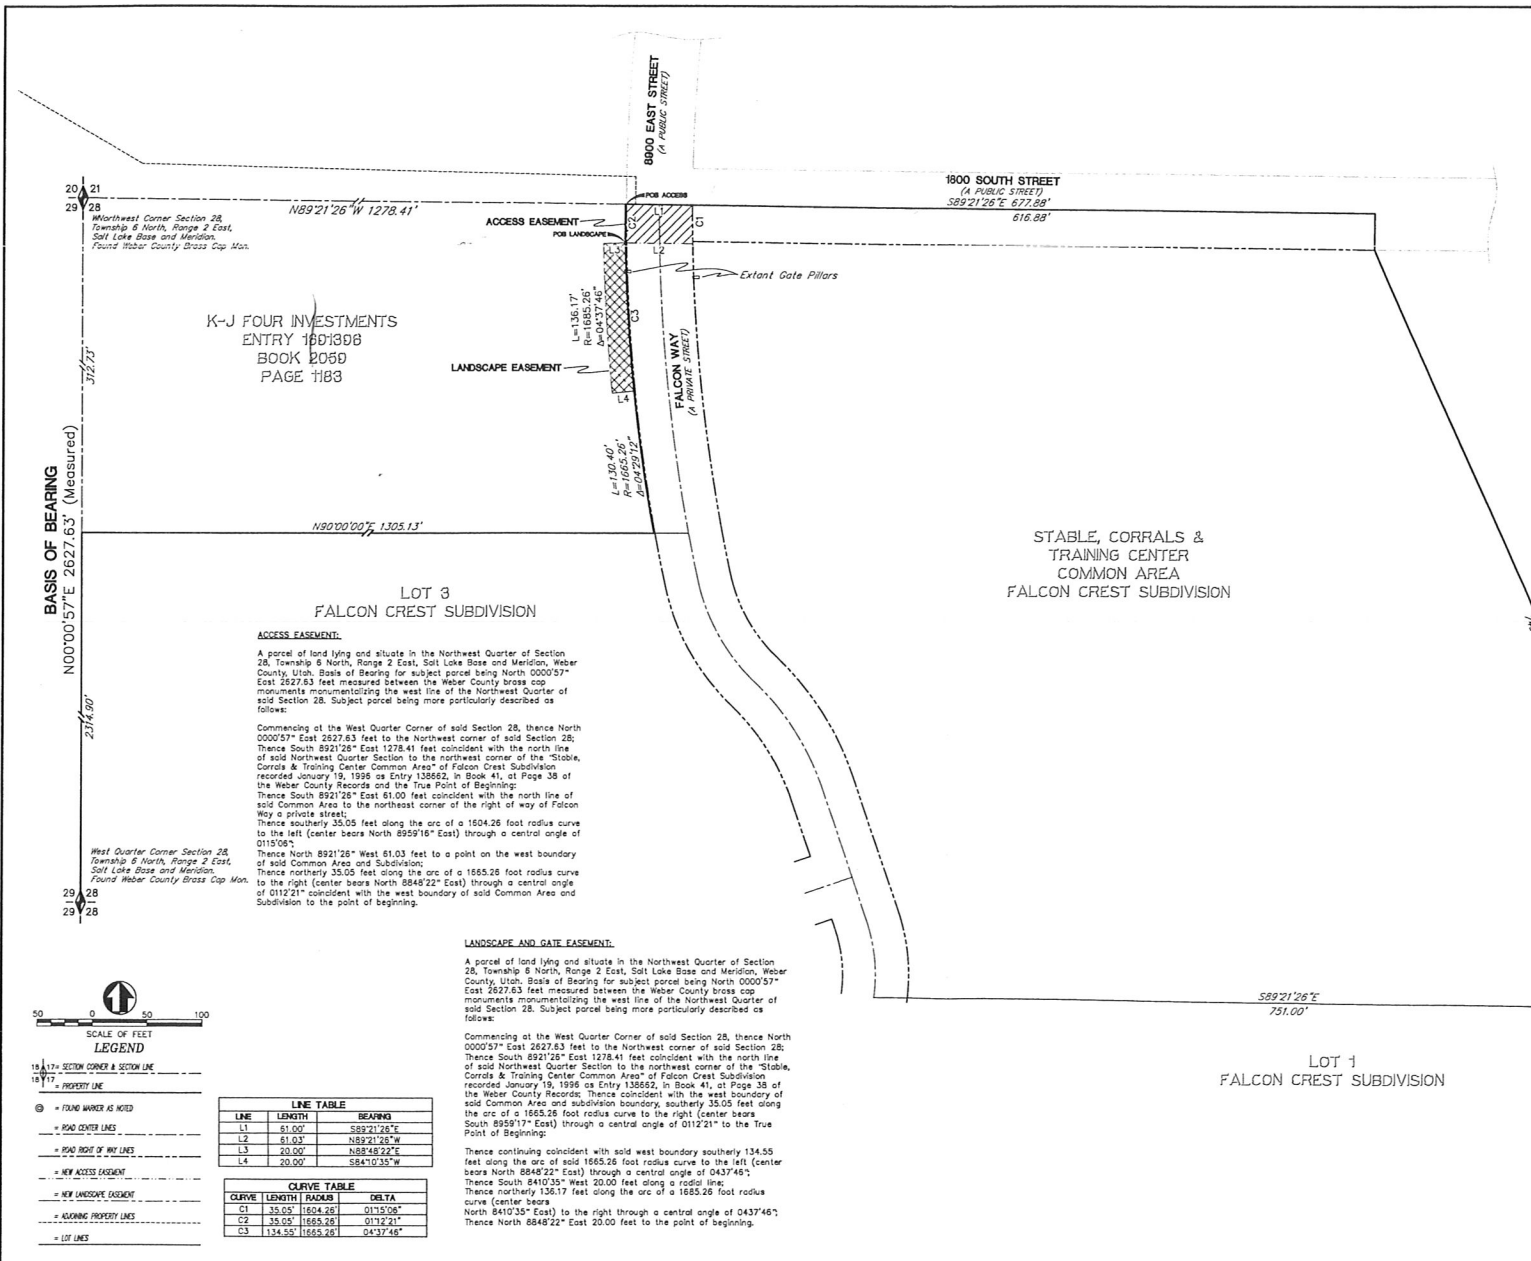 8900 EAST STREET
(A PUBLIC STREET)
1800 SOUTH STREET
(A PUBLIC STREET)
S89°21'26"E 677.88'
616.88'
20 21
29 28
WNorthwest Corner Section 28,
Township 6 North, Range 2 East,
Salt Lake Base and Meridian.
Found Weber County Brass Cap Mon.
N89°21'26"W 1278.41'
POB ACCESS
ACCESS EASEMENT
POB LANDSCAPE
L1
C2
C1
L3
L2
Extant Gate Pillars
K-J FOUR INVESTMENTS
ENTRY 1601396
BOOK 2059
PAGE 1183
L=136.17'
R=1685.26'
Δ=04°37'46"
C3
LANDSCAPE EASEMENT
L4
FALCON WAY
(A PRIVATE STREET)
312.73'
L=130.40'
R=1665.26'
Δ=04°29'12"
BASIS OF BEARING
N00°00'57"E 2627.63' (Measured)
N90°00'00"E 1305.13'
STABLE, CORRALS &
TRAINING CENTER
COMMON AREA
FALCON CREST SUBDIVISION
LOT 3
FALCON CREST SUBDIVISION
2314.90'
ACCESS EASEMENT:
A parcel of land lying and situate in the Northwest Quarter of Section
28, Township 6 North, Range 2 East, Salt Lake Base and Meridian, Weber
County, Utah. Basis of Bearing for subject parcel being North 0000'57"
East 2627.63 feet measured between the Weber County brass cap
monuments monumentalizing the west line of the Northwest Quarter of
said Section 28. Subject parcel being more particularly described as
follows:
Commencing at the West Quarter Corner of said Section 28, thence North
0000'57" East 2627.63 feet to the Northwest corner of said Section 28;
Thence South 8921'26" East 1278.41 feet coincident with the north line
of said Northwest Quarter Section to the northwest corner of the "Stable,
Corrals & Training Center Common Area" of Falcon Crest Subdivision
recorded January 19, 1996 as Entry 138662, in Book 41, at Page 38 of
the Weber County Records and the True Point of Beginning:
Thence South 8921'26" East 61.00 feet coincident with the north line of
said Common Area to the northeast corner of the right of way of Falcon
Way a private street;
Thence southerly 35.05 feet along the arc of a 1604.26 foot radius curve
to the left (center bears North 8959'16" East) through a central angle of
0115'06";
Thence North 8921'26" West 61.03 feet to a point on the west boundary
of said Common Area and Subdivision;
Thence northerly 35.05 feet along the arc of a 1665.26 foot radius curve
to the right (center bears North 8848'22" East) through a central angle
of 0112'21" coincident with the west boundary of said Common Area and
Subdivision to the point of beginning.
West Quarter Corner Section 28,
Township 6 North, Range 2 East,
Salt Lake Base and Meridian.
Found Weber County Brass Cap Mon.
29 28
29 28
LANDSCAPE AND GATE EASEMENT:
A parcel of land lying and situate in the Northwest Quarter of Section
28, Township 6 North, Range 2 East, Salt Lake Base and Meridian, Weber
County, Utah. Basis of Bearing for subject parcel being North 0000'57"
East 2627.63 feet measured between the Weber County brass cap
monuments monumentalizing the west line of the Northwest Quarter of
said Section 28. Subject parcel being more particularly described as
follows:
Commencing at the West Quarter Corner of said Section 28, thence North
0000'57" East 2627.63 feet to the Northwest corner of said Section 28;
Thence South 8921'26" East 1278.41 feet coincident with the north line
of said Northwest Quarter Section to the northwest corner of the "Stable,
Corrals & Training Center Common Area" of Falcon Crest Subdivision
recorded January 19, 1996 as Entry 138662, in Book 41, at Page 38 of
the Weber County Records; Thence coincident with the west boundary of
said Common Area and subdivision boundary, southerly 35.05 feet along
the arc of a 1665.26 foot radius curve to the right (center bears
South 8959'17" East) through a central angle of 0112'21" to the True
Point of Beginning:
Thence continuing coincident with said west boundary southerly 134.55
feet along the arc of said 1665.26 foot radius curve to the left (center
bears North 8848'22" East) through a central angle of 0437'46";
Thence South 8410'35" West 20.00 feet along a radial line;
Thence northerly 136.17 feet along the arc of a 1685.26 foot radius
curve (center bears
North 8410'35" East) to the right through a central angle of 0437'46";
Thence North 8848'22" East 20.00 feet to the point of beginning.
S89°21'26"E
751.00'
LOT 1
FALCON CREST SUBDIVISION
50 0 50 100
SCALE OF FEET
LEGEND
18 17 = SECTION CORNER & SECTION LINE
18 17
= PROPERTY LINE
= FOUND MARKER AS NOTED
= ROAD CENTER LINES
= ROAD RIGHT OF WAY LINES
= NEW ACCESS EASEMENT
= NEW LANDSCAPE EASEMENT
= ADJOINING PROPERTY LINES
= LOT LINES
LINE TABLE
LINE LENGTH BEARING
L1 61.00' S89°21'26"E
L2 61.03' N89°21'26"W
L3 20.00' N88°48'22"E
L4 20.00' S84°10'35"W
CURVE TABLE
CURVE LENGTH RADIUS DELTA
C1 35.05' 1604.26' 01°15'06"
C2 35.05' 1665.26' 01°12'21"
C3 134.55' 1665.26' 04°37'46"